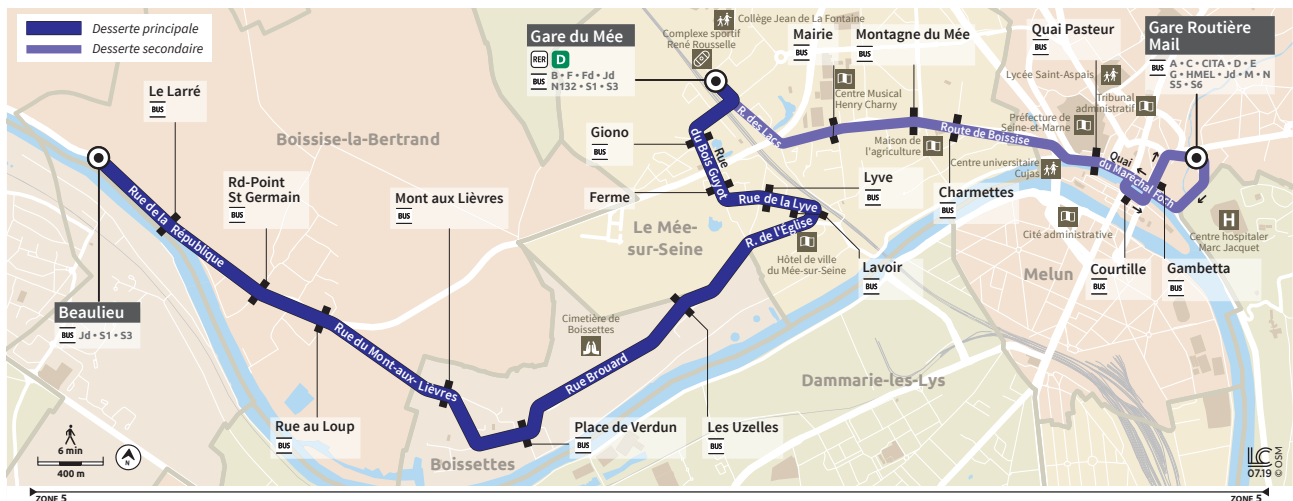 Desserte principale
Desserte secondaire
Gare du Mée
RER D
BUS B • F • Fd • Jd
N132 • S1 • S3
Collège Jean de La Fontaine
Complexe sportif
René Rousselle
Mairie
BUS
Montagne du Mée
BUS
Quai Pasteur
BUS
Gare Routière
Mail
BUS A • C • CITA • D • E
G • HMEL • Jd • M • N
S5 • S6
Lycée Saint-Aspais
Tribunal
administratif
Préfecture de
Seine-et-Marne
Le Larré
BUS
Boissise-la-Bertrand
Giono
BUS
Centre Musical
Henry Charny
R. des Lacs
Route de Boissise
Maison de
l'agriculture
Centre universitaire
Cujas
Quai
du Maréchal Foch
Rue
du Bois Guyot
Rd-Point
St Germain
BUS
Mont aux Lièvres
BUS
Ferme
Lyve
BUS
Charmettes
BUS
Rue de la Lyve
Rue de la République
Le Mée-
sur-Seine
R. de l'Église
Hôtel de ville
du Mée-sur-Seine
Cité administrative
H
Centre hospitaler
Marc Jacquet
Lavoir
BUS
Melun
Courtille
BUS
Gambetta
BUS
Beaulieu
BUS Jd • S1 • S3
Cimetière de
Boissettes
Rue du Mont-aux-Lièvres
Rue Brouard
Dammarie-les-Lys
Rue au Loup
BUS
Place de Verdun
BUS
Les Uzelles
BUS
Boissettes
6 min
400 m
N
LC
07.19 © OSM
ZONE 5
ZONE 5